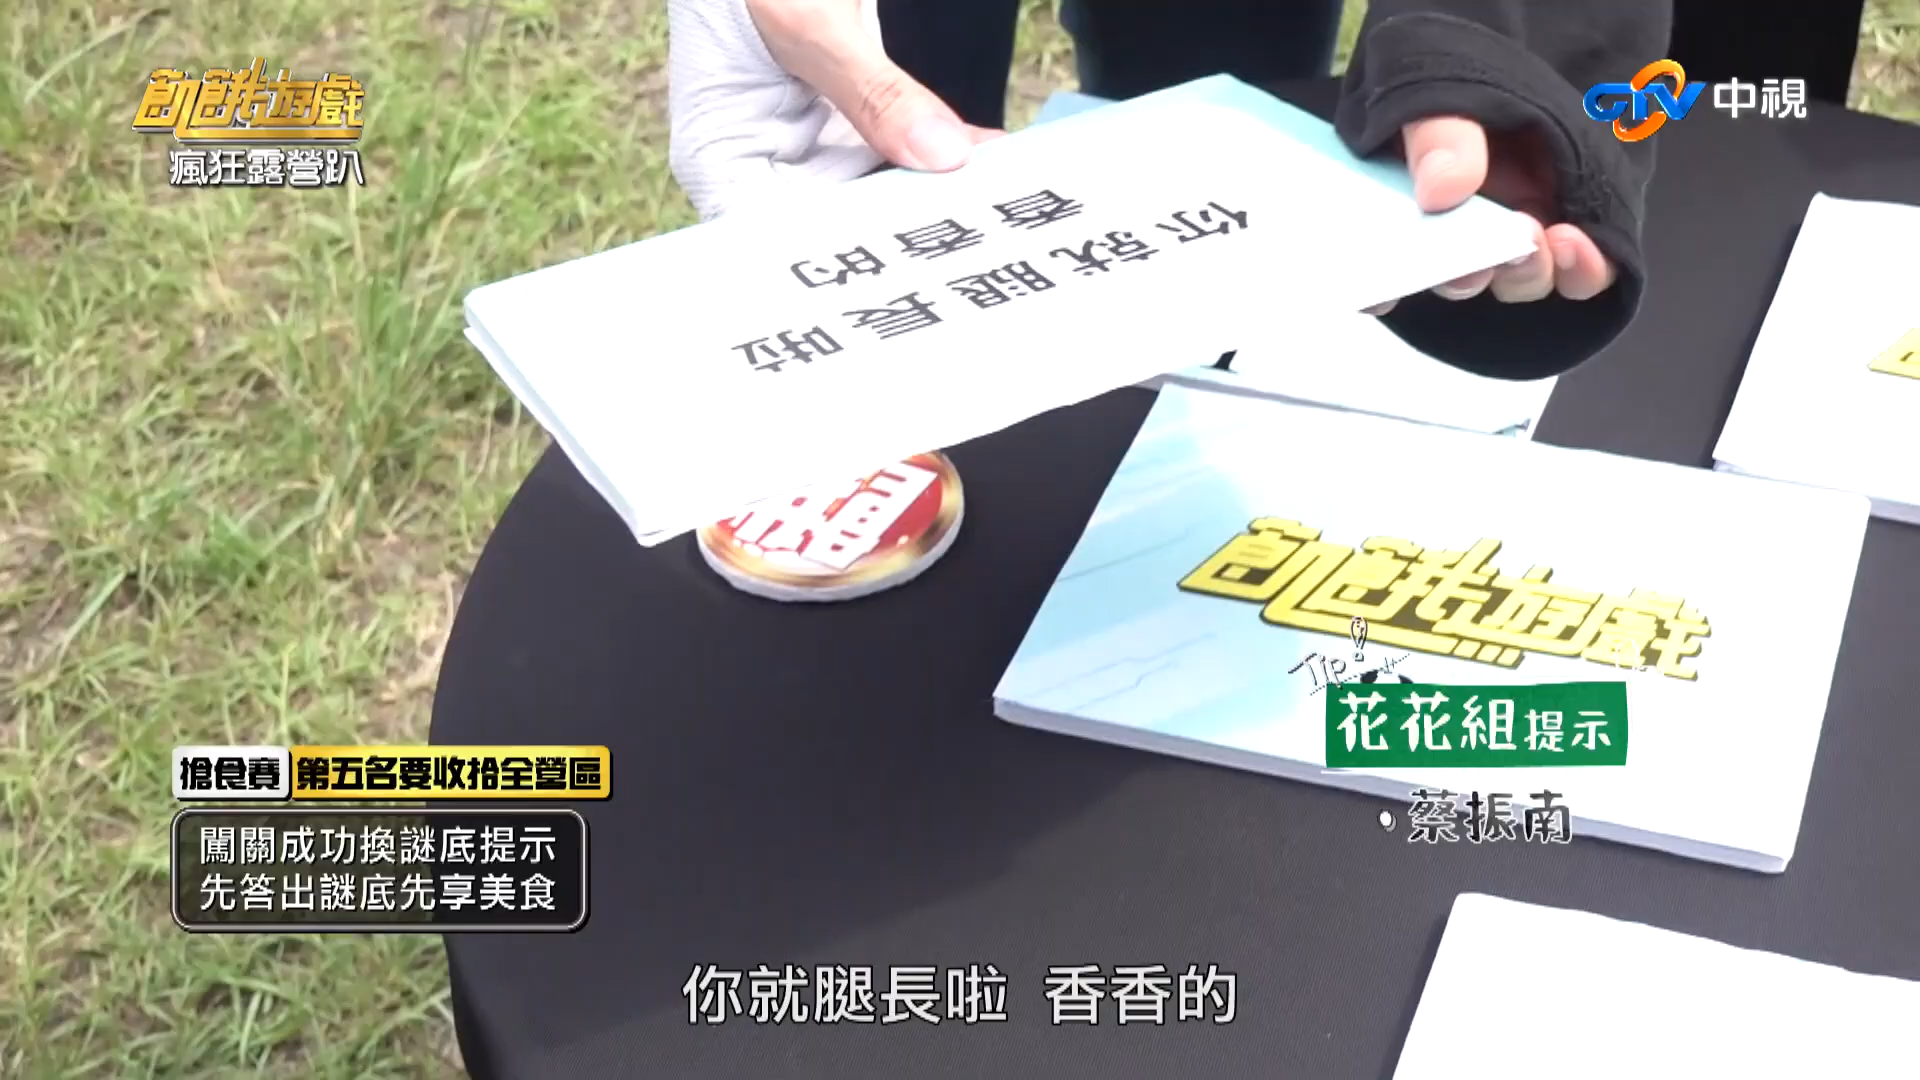 飢餓遊戲
瘋狂露營趴
CTV中視
你就腿長啦
香香的
飢餓遊戲
Tip!
花花組提示
蔡振南
搶食賽 第五名要收拾全營區
闖關成功換謎底提示
先答出謎底先享美食
你就腿長啦 香香的